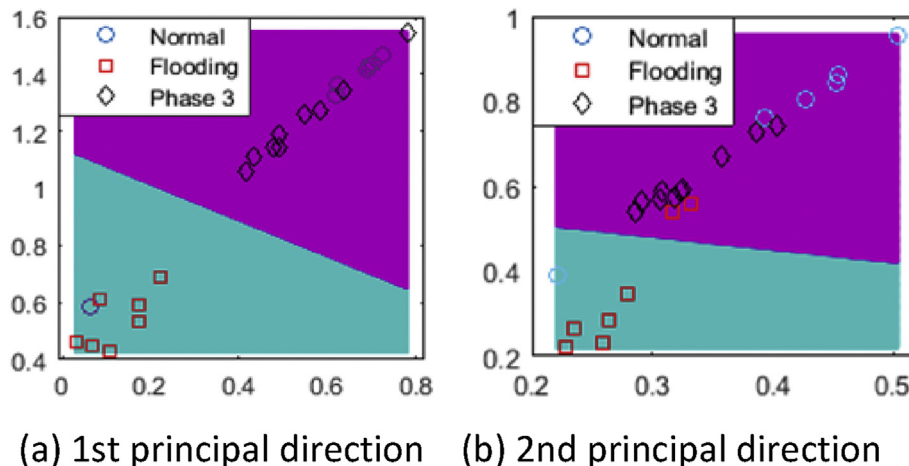 1.6
1.4
1.2
1
0.8
0.6
0.4
0
0.2
0.4
0.6
0.8
Normal
Flooding
Phase 3
1
0.8
0.6
0.4
0.2
0.2
0.3
0.4
0.5
Normal
Flooding
Phase 3
(a) 1st principal direction
(b) 2nd principal direction